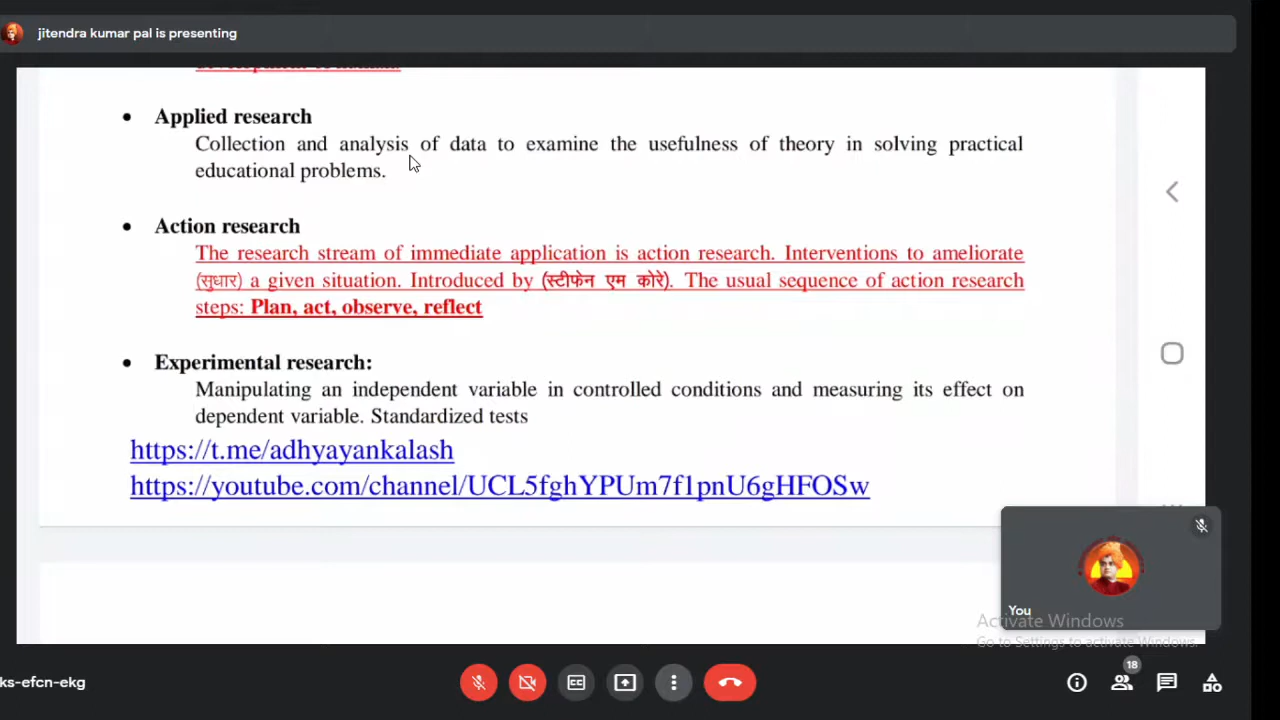 jitendra kumar pal is presenting
Applied research
Collection and analysis of data to examine the usefulness of theory in solving practical
educational problems.
Action research
The research stream of immediate application is action research. Interventions to ameliorate
(सुधार) a given situation. Introduced by (स्टीफेन एम कोरे). The usual sequence of action research
steps: Plan, act, observe, reflect
Experimental research:
Manipulating an independent variable in controlled conditions and measuring its effect on
dependent variable. Standardized tests
https://t.me/adhyayankalash
https://youtube.com/channel/UCL5fghYPUm7f1pnU6gHFOSw
You
Activate Windows
Go to Settings to activate Windows.
18
ks-efcn-ekg